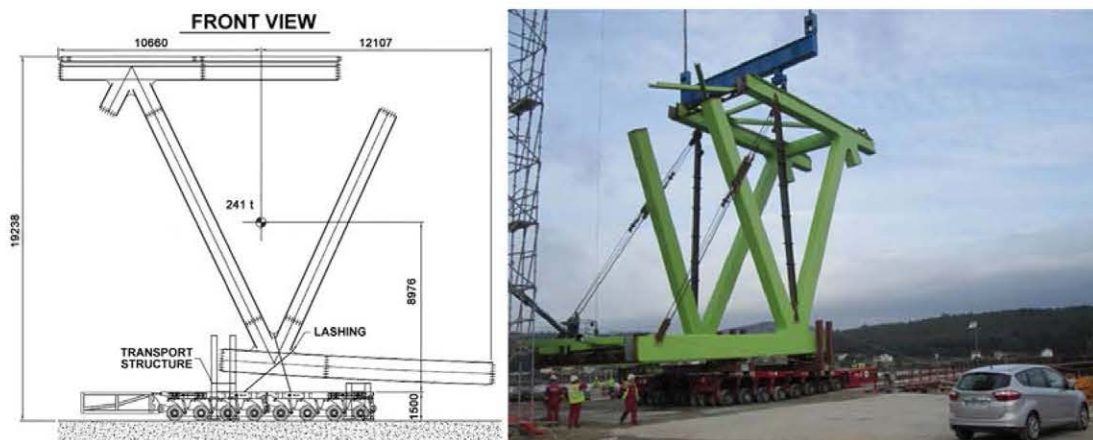 FRONT VIEW
10660
12107
19238
241 t
8976
LASHING
TRANSPORT
STRUCTURE
1500